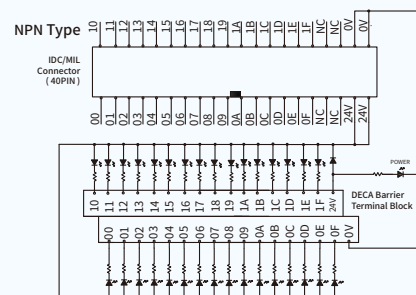 NPN Type
10 11 12 13 14 15 16 17 18 19 1A 1B 1C 1D 1E 1F NC NC 0V 0V
IDC/MIL
Connector
(40PIN)
00 01 02 03 04 05 06 07 08 09 0A 0B 0C 0D 0E 0F NC NC 24V 24V
POWER
10 11 12 13 14 15 16 17 18 19 1A 1B 1C 1D 1E 1F 24V
DECA Barrier
Terminal Block
00 01 02 03 04 05 06 07 08 09 0A 0B 0C 0D 0E 0F 0V